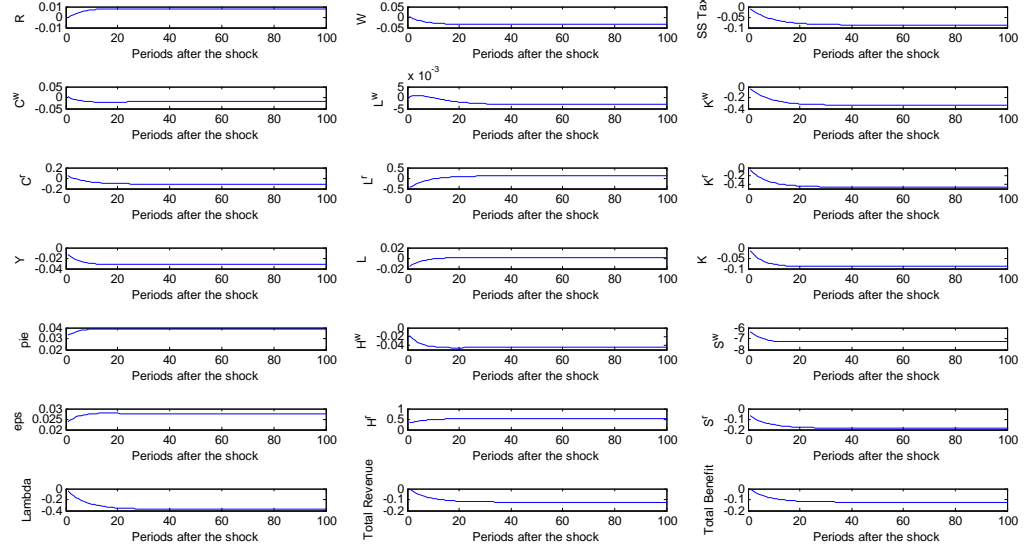 0.01
0
-0.01
R
0 20 40 60 80 100
Periods after the shock
0.05
0
-0.05
W
0 20 40 60 80 100
Periods after the shock
0
-0.05
-0.1
SS Tax
0 20 40 60 80 100
Periods after the shock
0.05
0
-0.05
C^w
0 20 40 60 80 100
Periods after the shock
x 10^-3
5
0
-5
L^w
0 20 40 60 80 100
Periods after the shock
0
-0.2
-0.4
K^w
0 20 40 60 80 100
Periods after the shock
0.2
0
-0.2
C^r
0 20 40 60 80 100
Periods after the shock
0.5
0
-0.5
L^r
0 20 40 60 80 100
Periods after the shock
0
-0.2
-0.4
K^r
0 20 40 60 80 100
Periods after the shock
0
-0.02
-0.04
Y
0 20 40 60 80 100
Periods after the shock
0.02
0
-0.02
L
0 20 40 60 80 100
Periods after the shock
0
-0.05
-0.1
K
0 20 40 60 80 100
Periods after the shock
0.04
0.03
0.02
pie
0 20 40 60 80 100
Periods after the shock
0
-0.02
-0.04
H^w
0 20 40 60 80 100
Periods after the shock
-6
-7
-8
S^w
0 20 40 60 80 100
Periods after the shock
0.03
0.025
0.02
eps
0 20 40 60 80 100
Periods after the shock
1
0.5
0
H^r
0 20 40 60 80 100
Periods after the shock
0
-0.1
-0.2
S^r
0 20 40 60 80 100
Periods after the shock
0
-0.2
-0.4
Lambda
0 20 40 60 80 100
Periods after the shock
0
-0.1
-0.2
Total Revenue
0 20 40 60 80 100
Periods after the shock
0
-0.1
-0.2
Total Benefit
0 20 40 60 80 100
Periods after the shock